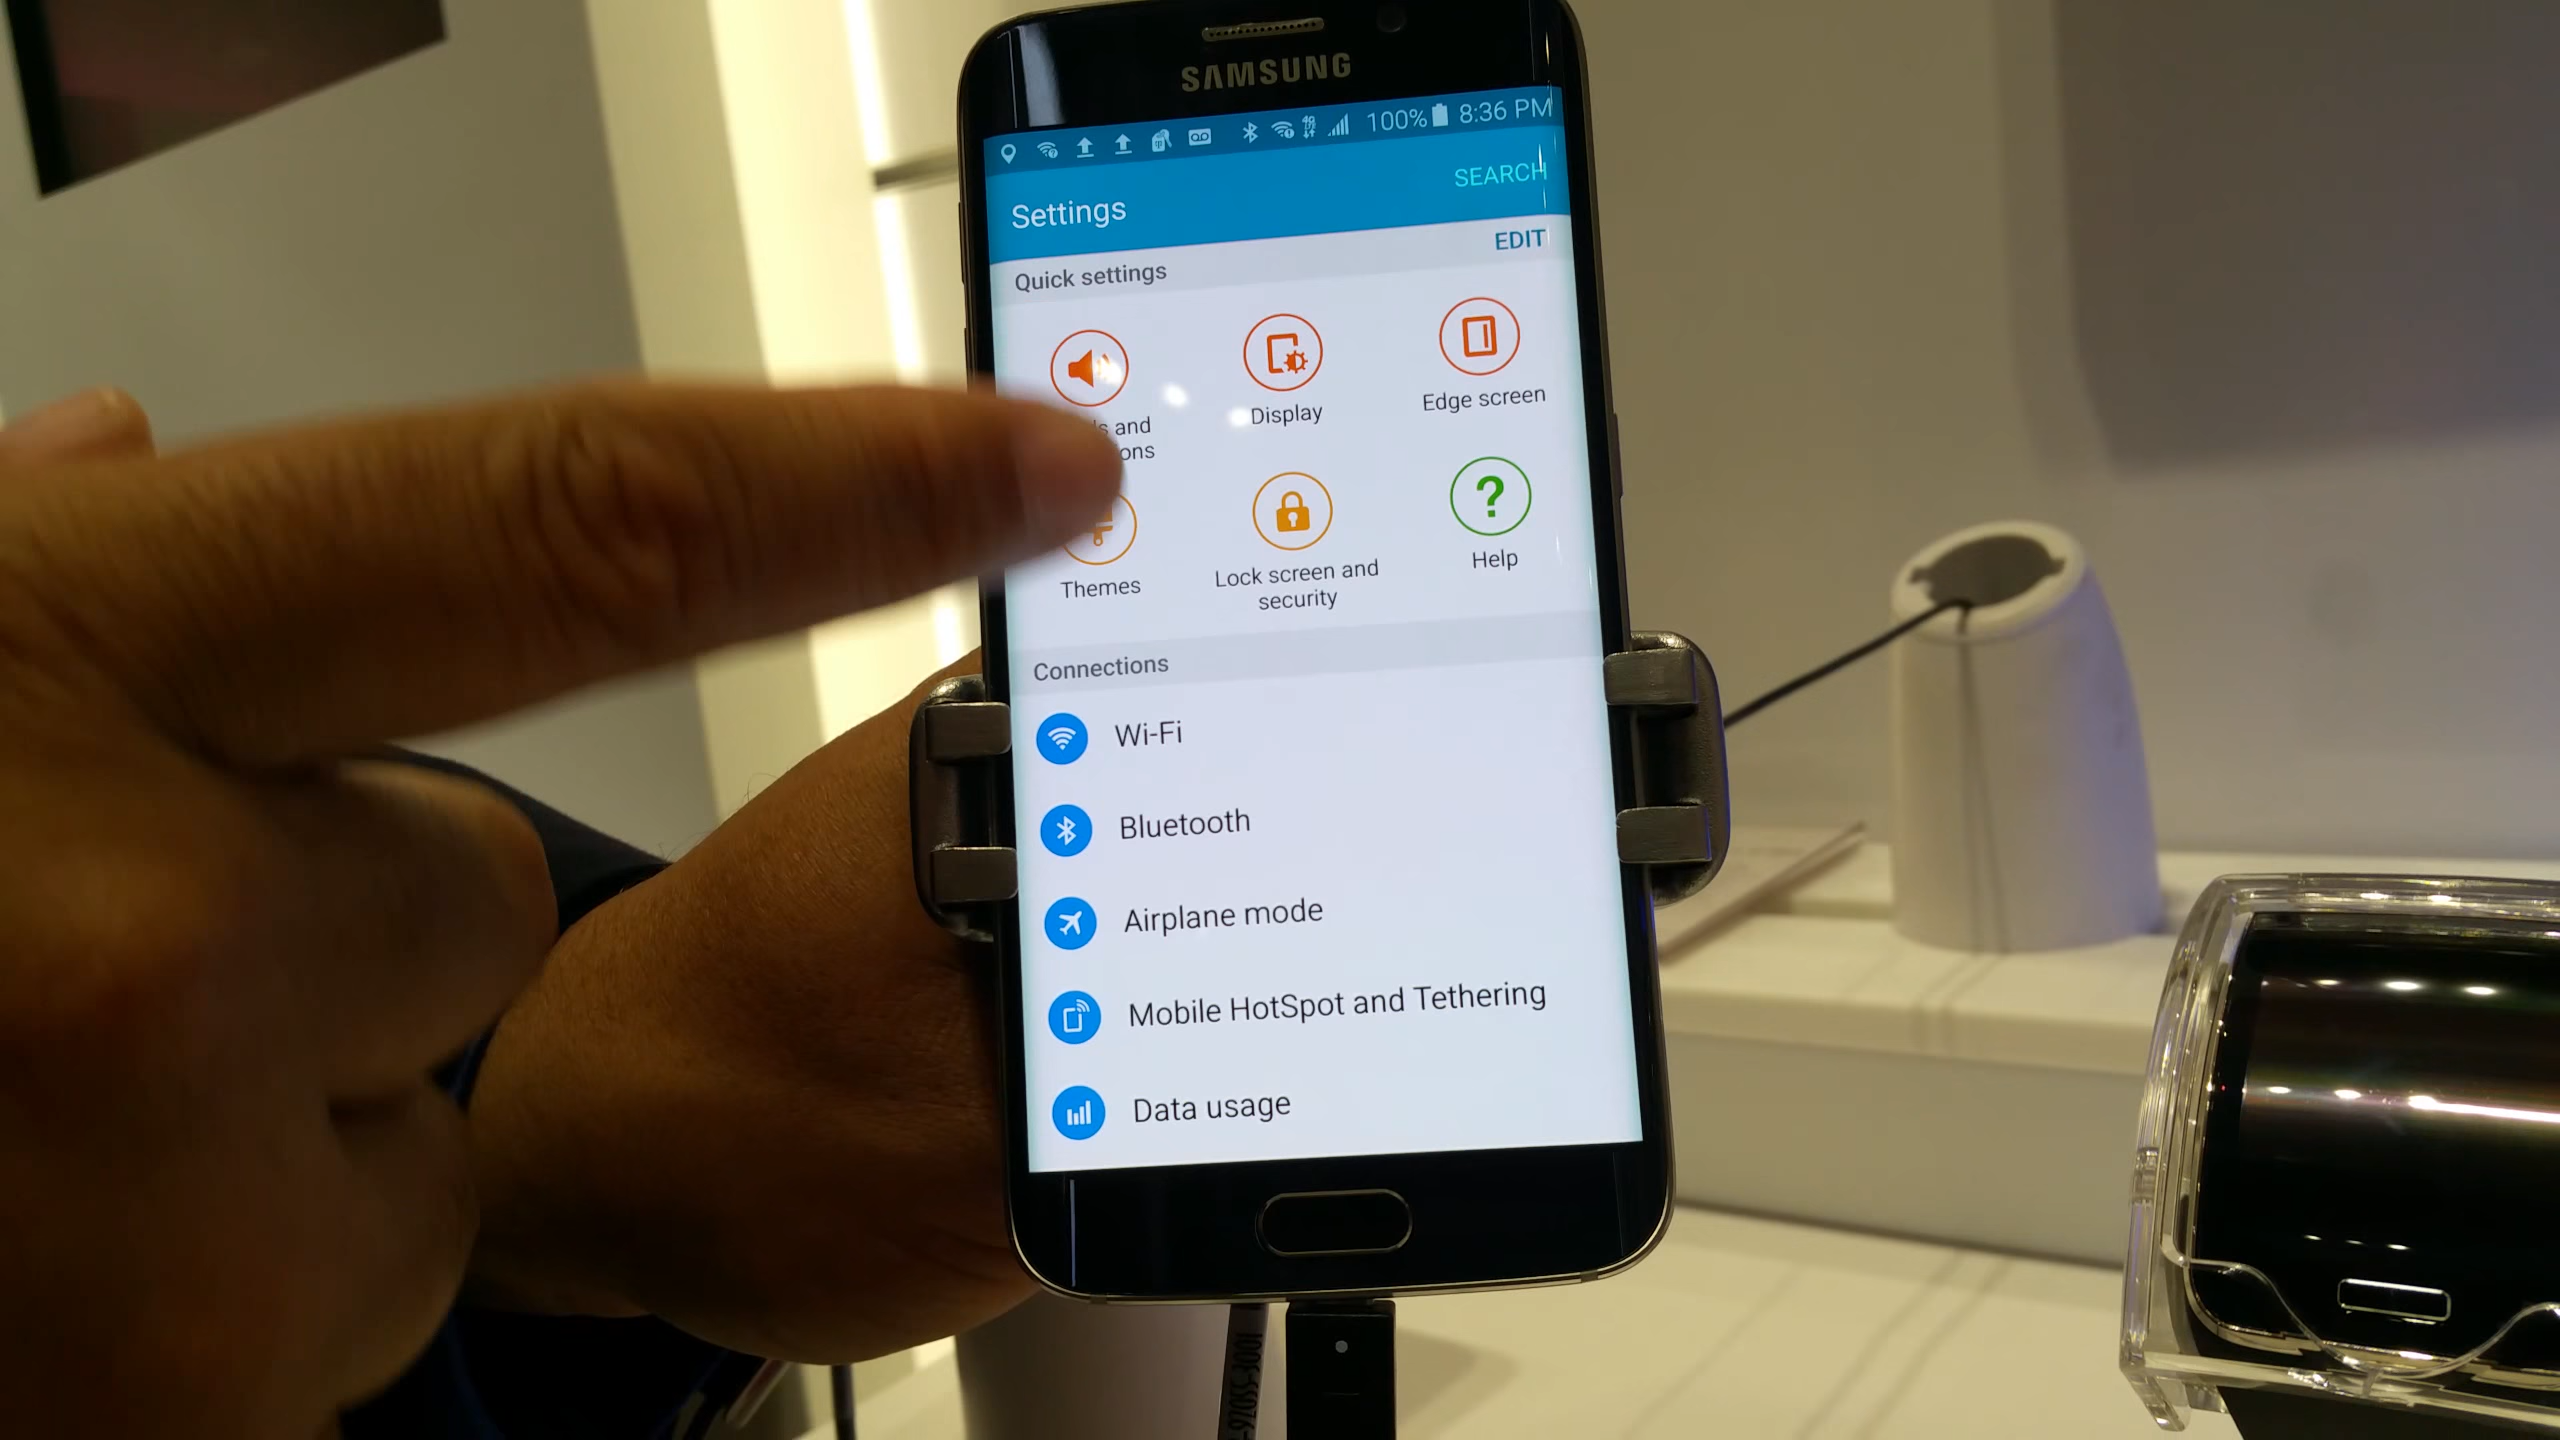 SAMSUNG
100% 8:36 PM
SEARCH
Settings
EDIT
Quick settings
and
Display
Edge screen
Themes
Lock screen and
security
Help
Connections
Wi-Fi
Bluetooth
Airplane mode
Mobile HotSpot and Tethering
Data usage